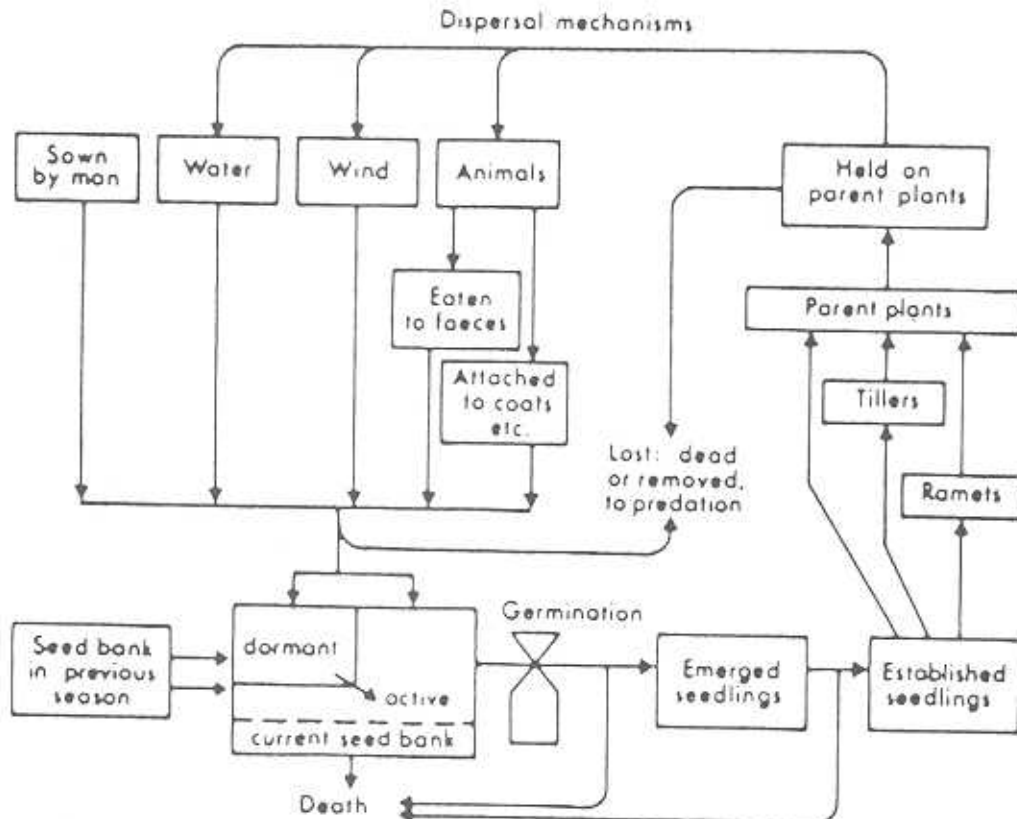 Dispersal mechanisms
Sown
by man
Water
Wind
Animals
Held on
parent plants
Eaten
to faeces
Parent plants
Attached
to coats
etc.
Tillers
Lost: dead
or removed,
to predation
Ramets
Germination
Seed bank
in previous
season
dormant
active
current seed bank
Emerged
seedlings
Established
seedlings
Death